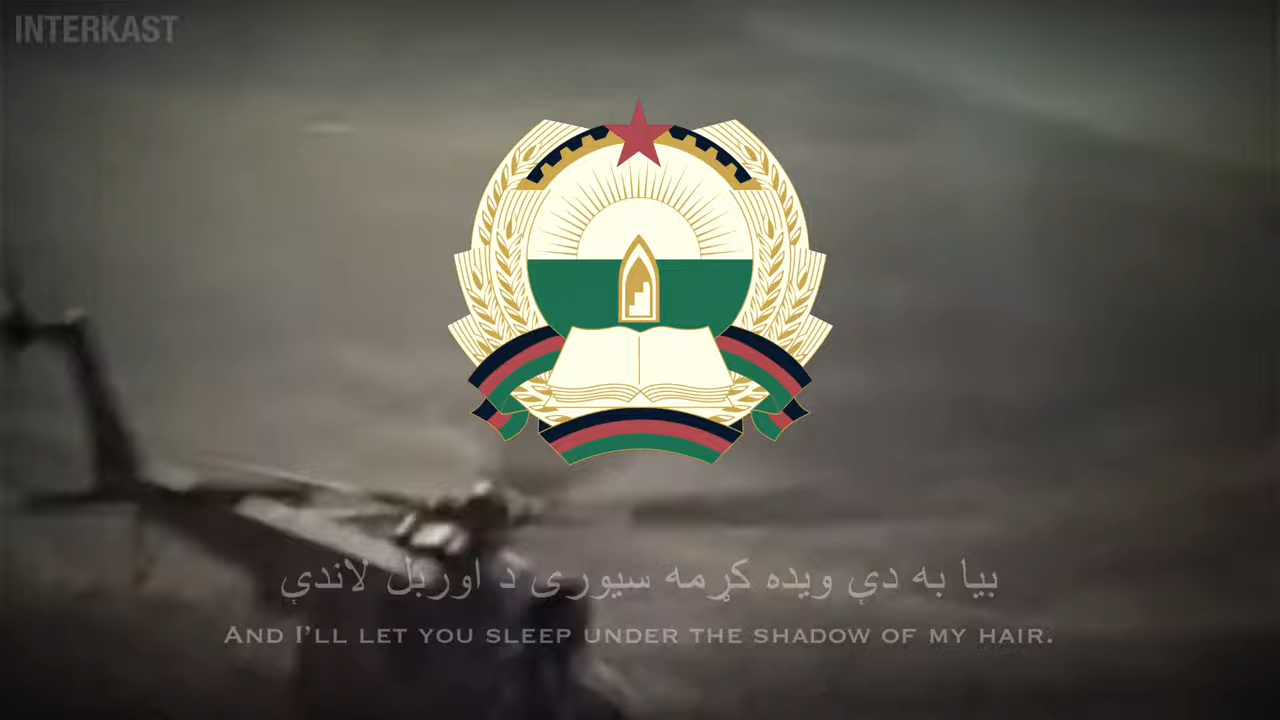 INTERKAST
بيا به دې ويده کړمه سيوری د اوربل لاندې
AND I'LL LET YOU SLEEP UNDER THE SHADOW OF MY HAIR.